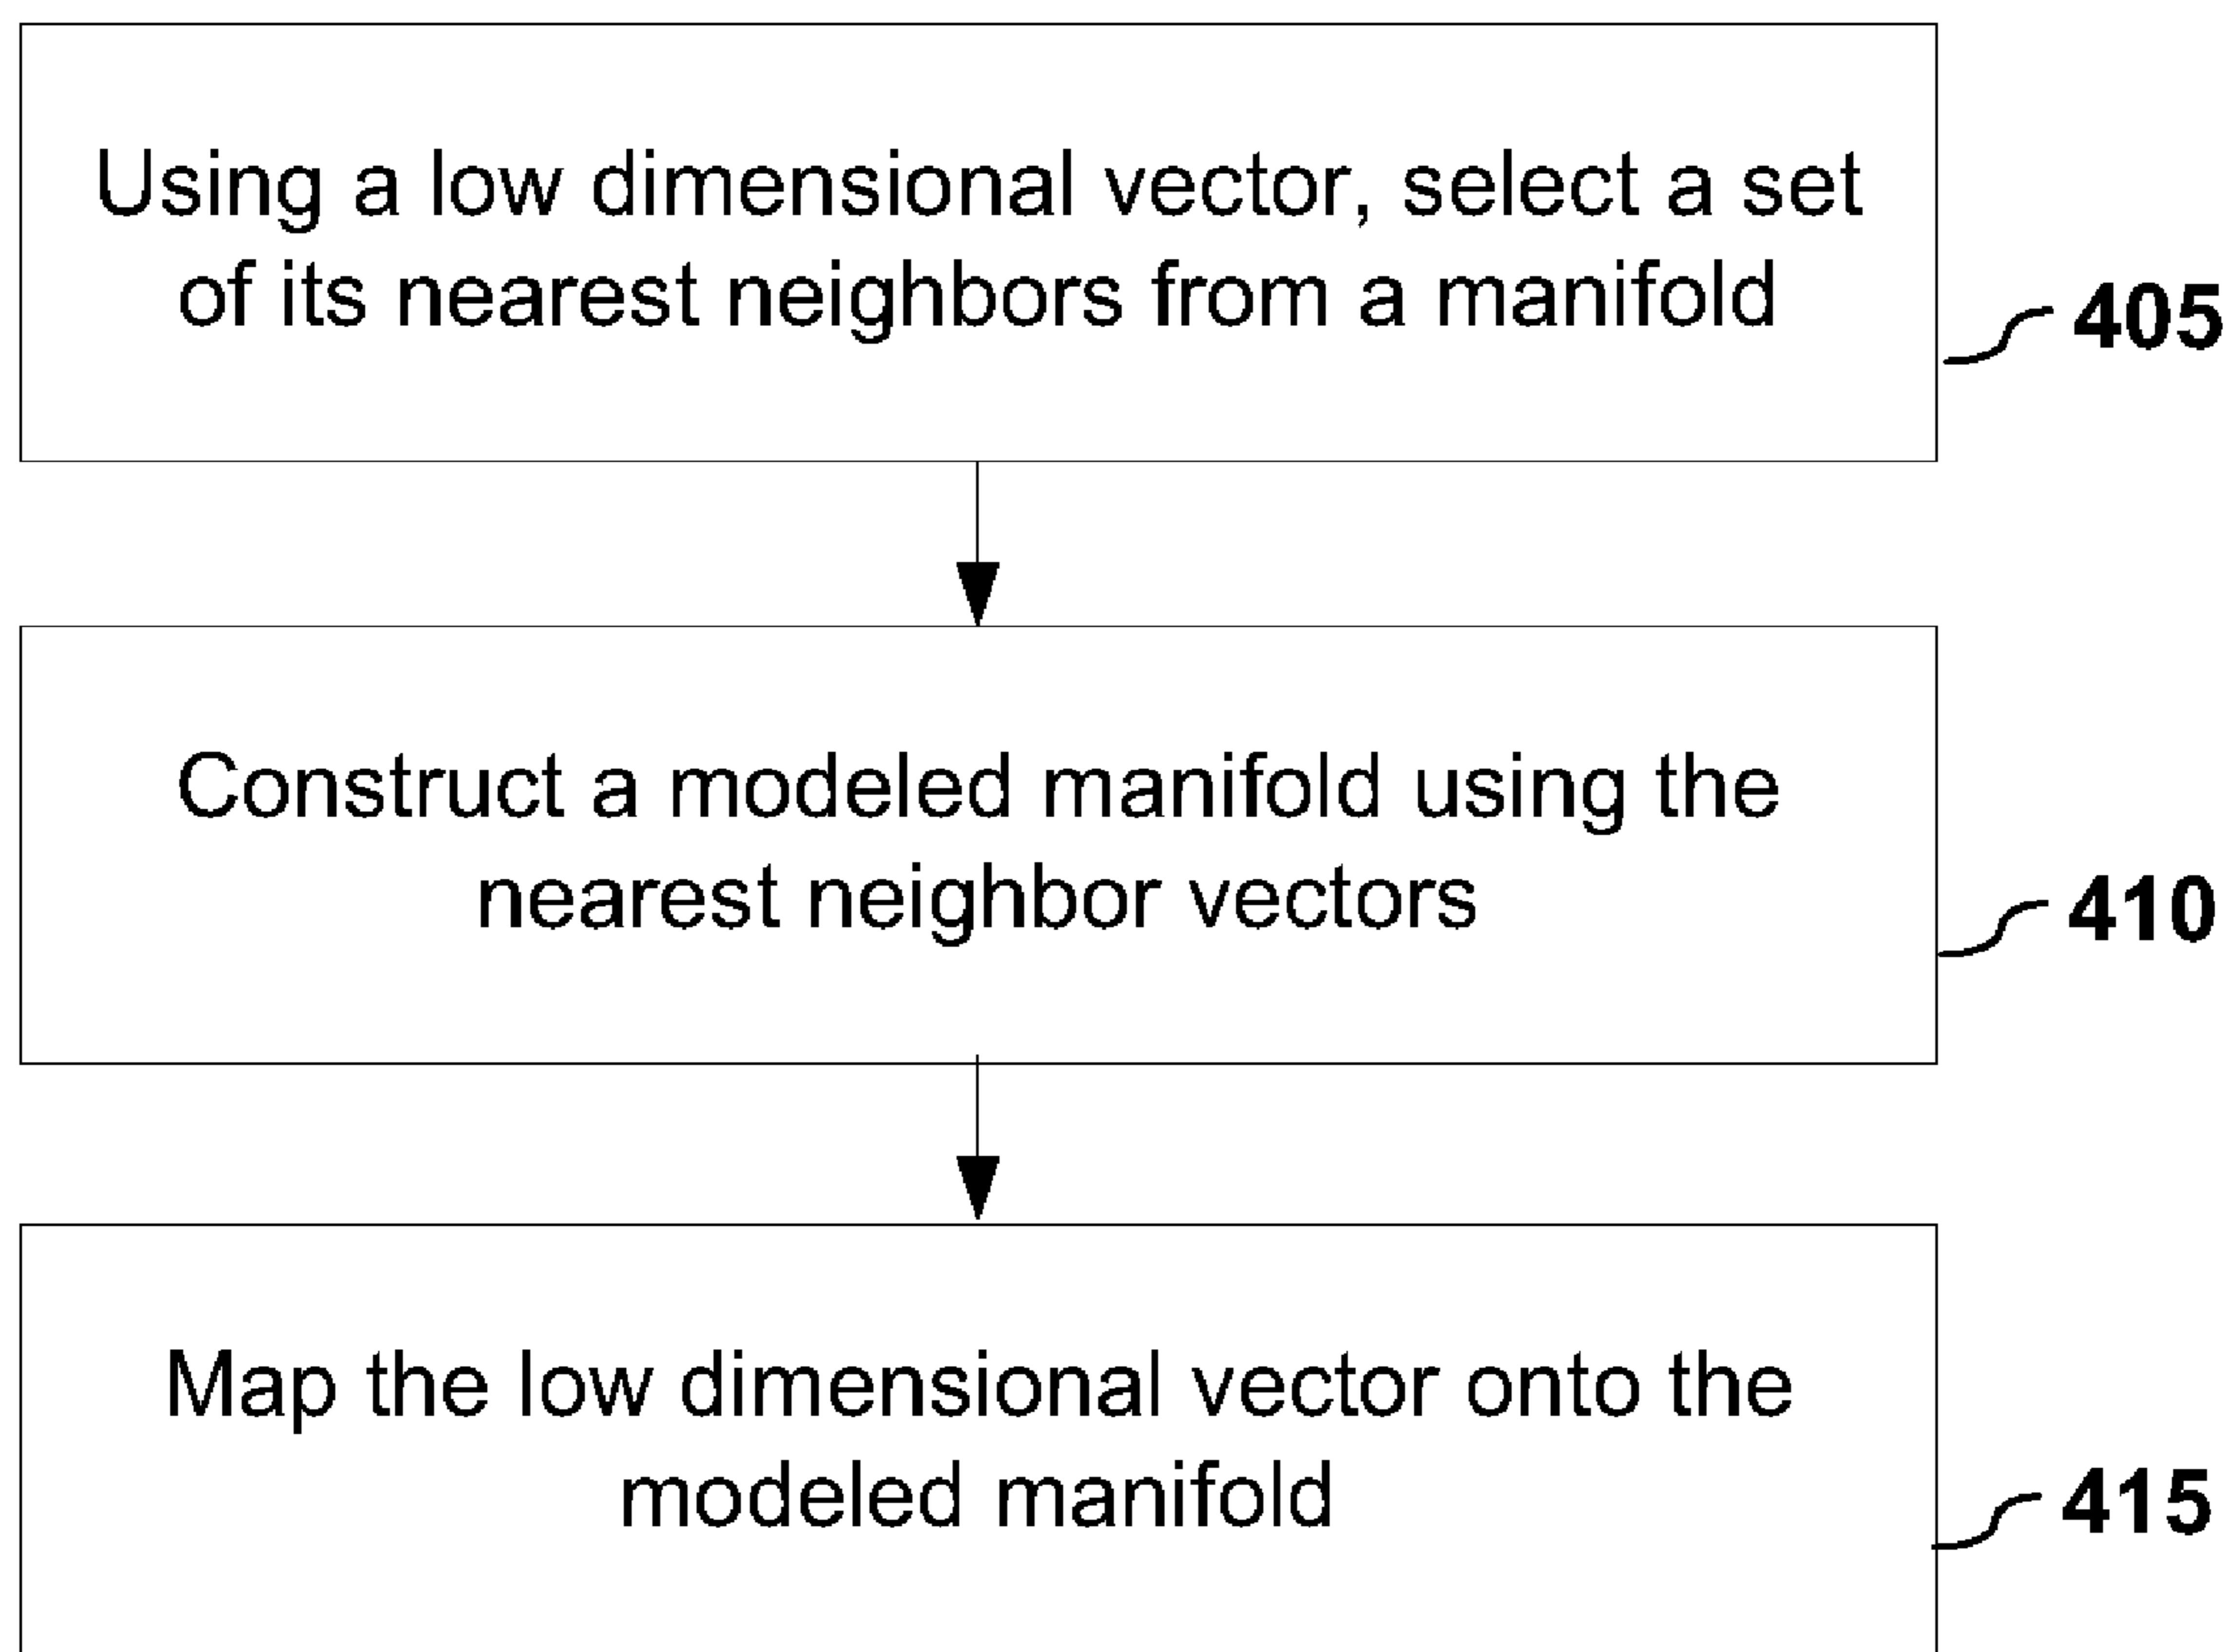 Using a low dimensional vector, select a set
of its nearest neighbors from a manifold
405
Construct a modeled manifold using the
nearest neighbor vectors
410
Map the low dimensional vector onto the
modeled manifold
415